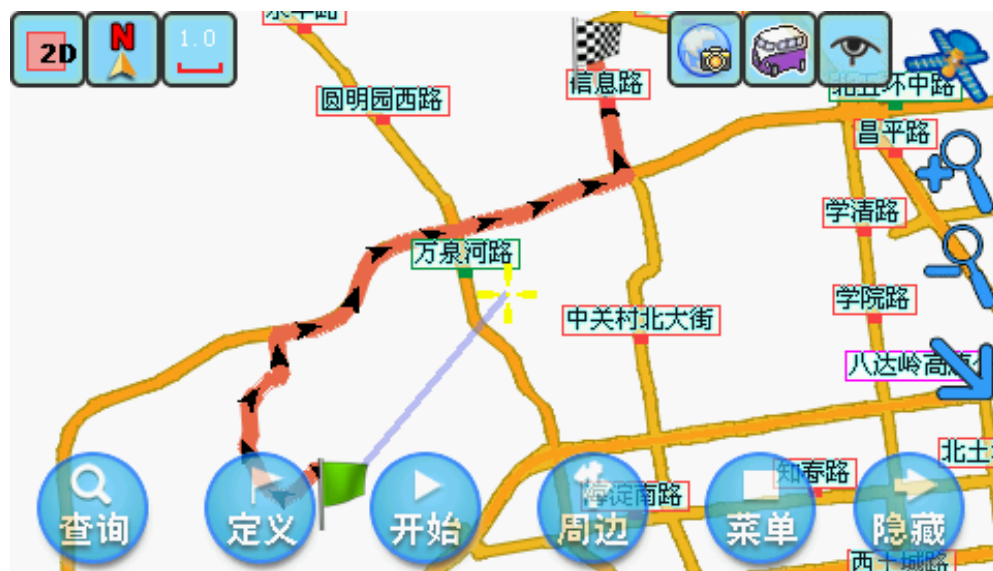 2D
N
1.0
圆明园西路
信息路
北五环中路
昌平路
万泉河路
学清路
学院路
中关村北大街
八达岭高速
北土
知春路
海淀南路
查询
定义
开始
周边
菜单
隐藏
西土城路